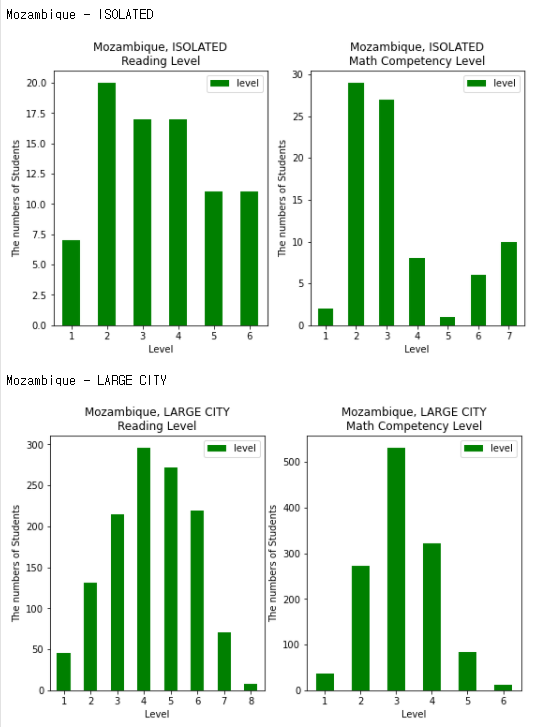 Mozambique - ISOLATED
Mozambique, ISOLATED
Reading Level
level
20.0
17.5
15.0
12.5
10.0
7.5
5.0
2.5
0.0
The numbers of Students
1 2 3 4 5 6
Level
Mozambique, ISOLATED
Math Competency Level
level
30
25
20
15
10
5
0
The numbers of Students
1 2 3 4 5 6 7
Level
Mozambique - LARGE CITY
Mozambique, LARGE CITY
Reading Level
level
300
250
200
150
100
50
0
The numbers of Students
1 2 3 4 5 6 7 8
Level
Mozambique, LARGE CITY
Math Competency Level
level
500
400
300
200
100
0
The numbers of Students
1 2 3 4 5 6
Level